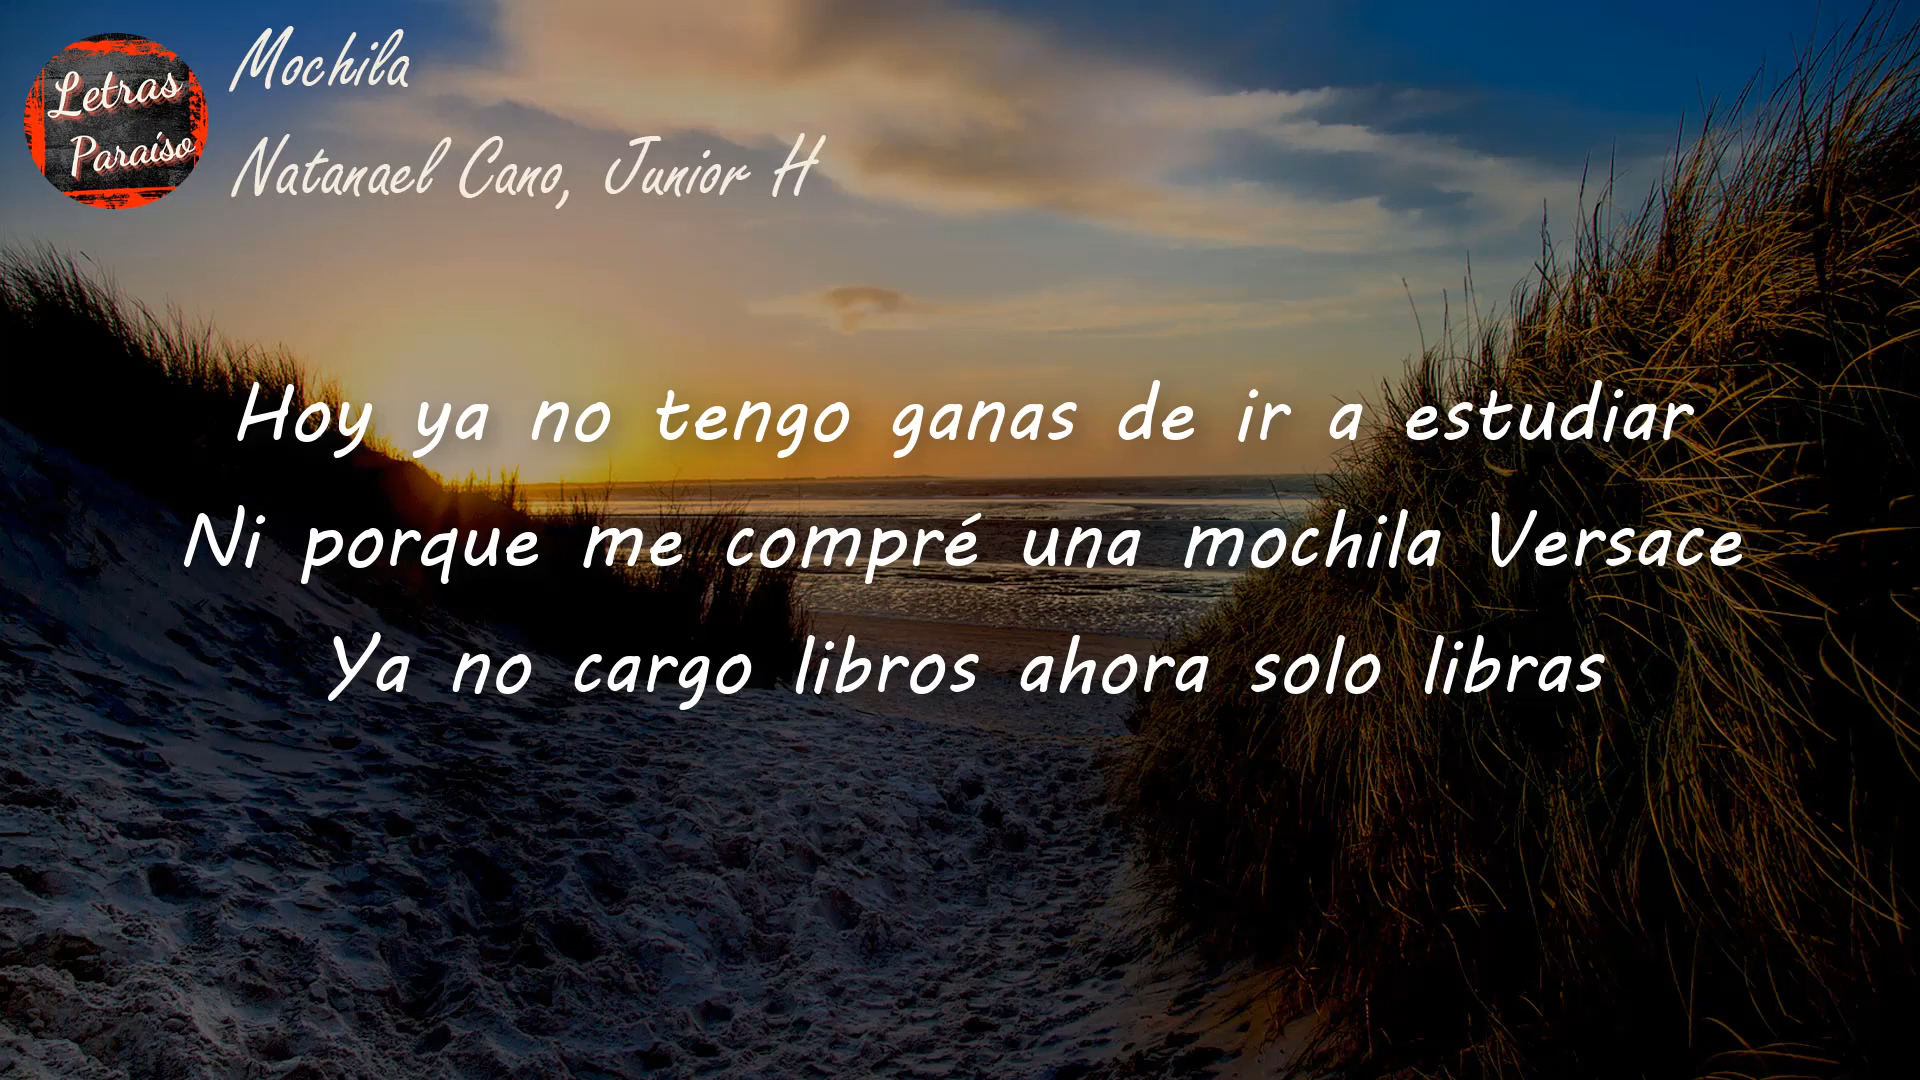 Letras
Paraíso
Mochila
Natanael Cano, Junior H
Hoy ya no tengo ganas de ir a estudiar
Ni porque me compré una mochila Versace
Ya no cargo libros ahora solo libras